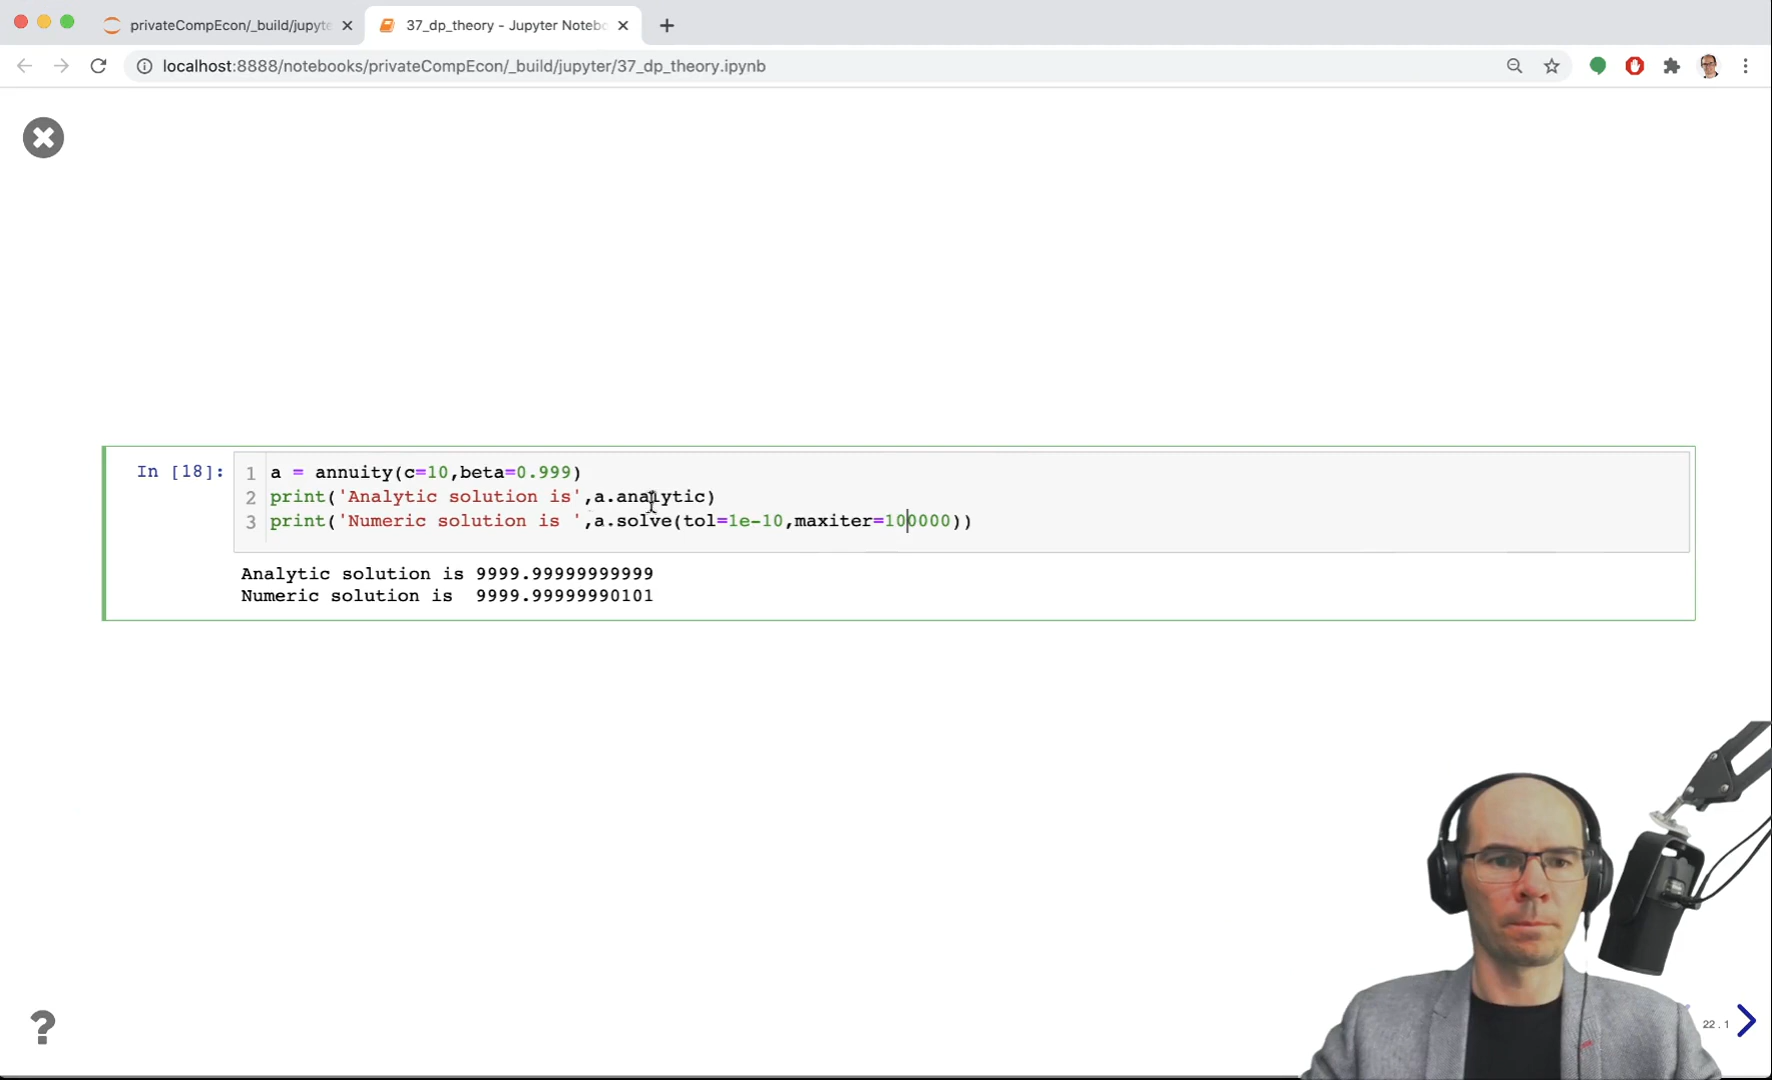 privateCompEcon/_build/jupyte
37_dp_theory - Jupyter Notebo
localhost:8888/notebooks/privateCompEcon/_build/jupyter/37_dp_theory.ipynb
In [18]:
1 a = annuity(c=10,beta=0.999)
2 print('Analytic solution is',a.analytic)
3 print('Numeric solution is ',a.solve(tol=1e-10,maxiter=100000))
Analytic solution is 9999.99999999999
Numeric solution is  9999.99999990101
?
22.1